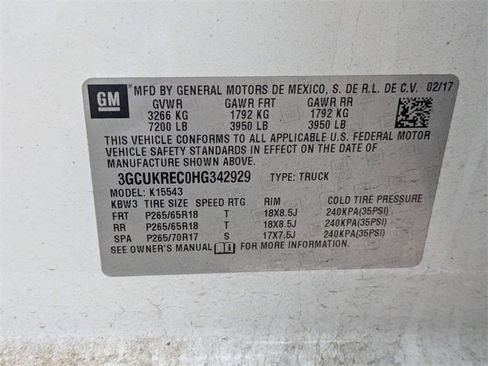 GM MFD BY GENERAL MOTORS DE MEXICO, S. DE R.L. DE C.V. 02/17
GVWR GAWR FRT GAWR RR
3266 KG 1792 KG 1792 KG
7200 LB 3950 LB 3950 LB
THIS VEHICLE CONFORMS TO ALL APPLICABLE U.S. FEDERAL MOTOR
VEHICLE SAFETY STANDARDS IN EFFECT ON THE DATE OF
MANUFACTURE SHOWN ABOVE.
3GCUKREC0HG342929 TYPE: TRUCK
MODEL: K15543
KBW3 TIRE SIZE SPEED RTG RIM COLD TIRE PRESSURE
FRT P265/65R18 T 18X8.5J 240KPA(35PSI)
RR P265/65R18 T 18X8.5J 240KPA(35PSI)
SPA P265/70R17 S 17X7.5J 240KPA(35PSI)
SEE OWNER'S MANUAL FOR MORE INFORMATION.